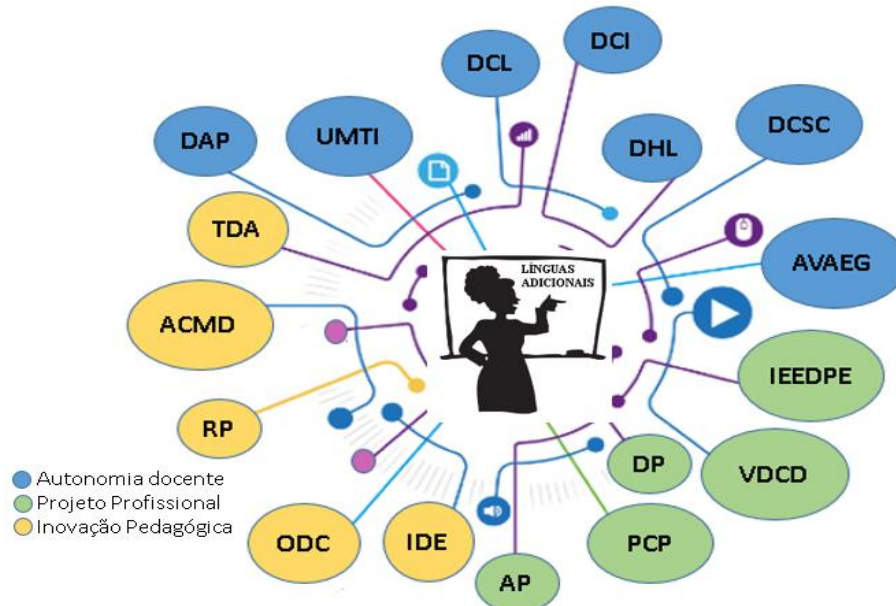 DCL
DCI
DAP
UMTI
DHL
DCSC
TDA
LÍNGUAS
ADICIONAIS
AVAEG
ACMD
IEEDPE
RP
DP
VDCD
Autonomia docente
Projeto Profissional
Inovação Pedagógica
ODC
IDE
AP
PCP